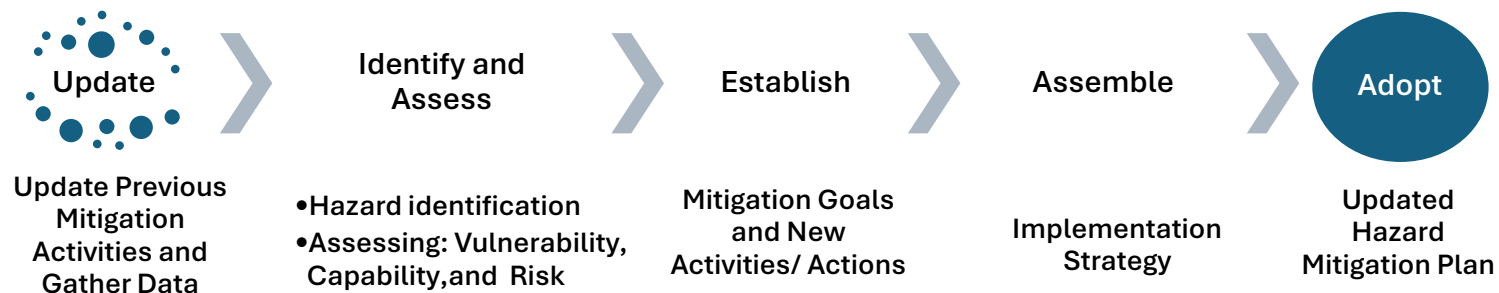 Update
Identify and
Assess
Establish
Assemble
Adopt
Update Previous
Mitigation
Activities and
Gather Data
•Hazard identification
•Assessing: Vulnerability,
Capability,and  Risk
Mitigation Goals
and New
Activities/ Actions
Implementation
Strategy
Updated
Hazard
Mitigation Plan